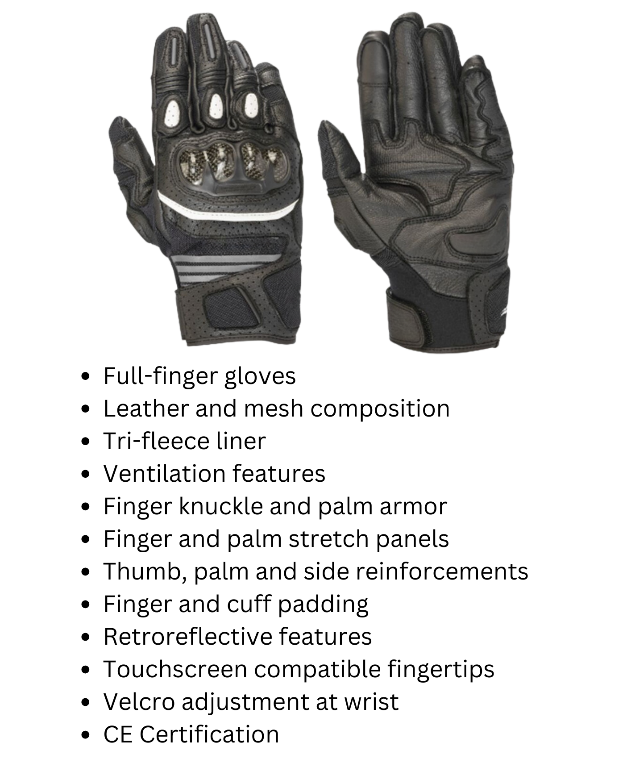 • Full-finger gloves
• Leather and mesh composition
• Tri-fleece liner
• Ventilation features
• Finger knuckle and palm armor
• Finger and palm stretch panels
• Thumb, palm and side reinforcements
• Finger and cuff padding
• Retroreflective features
• Touchscreen compatible fingertips
• Velcro adjustment at wrist
• CE Certification